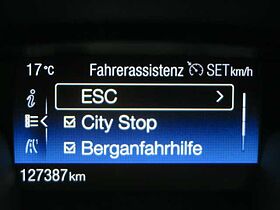 17°C Fahrerassistenz SET km/h
ESC >
City Stop
Berganfahrhilfe
127387 km